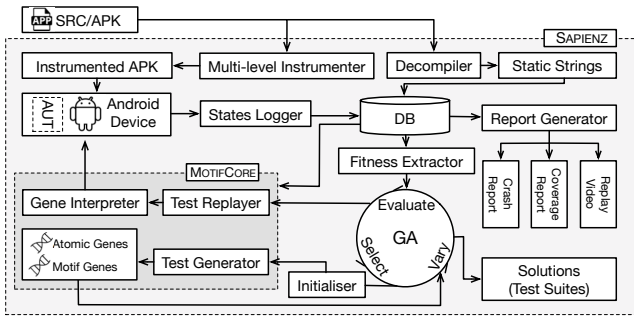 APP SRC/APK
SAPIENZ
Instrumented APK
Multi-level Instrumenter
Decompiler
Static Strings
AUT
Android
Device
States Logger
DB
Report Generator
Fitness Extractor
Crash
Report
Coverage
Report
Replay
Video
MOTIFCORE
Gene Interpreter
Test Replayer
Evaluate
GA
Select
Vary
Atomic Genes
Motif Genes
Test Generator
Initialiser
Solutions
(Test Suites)